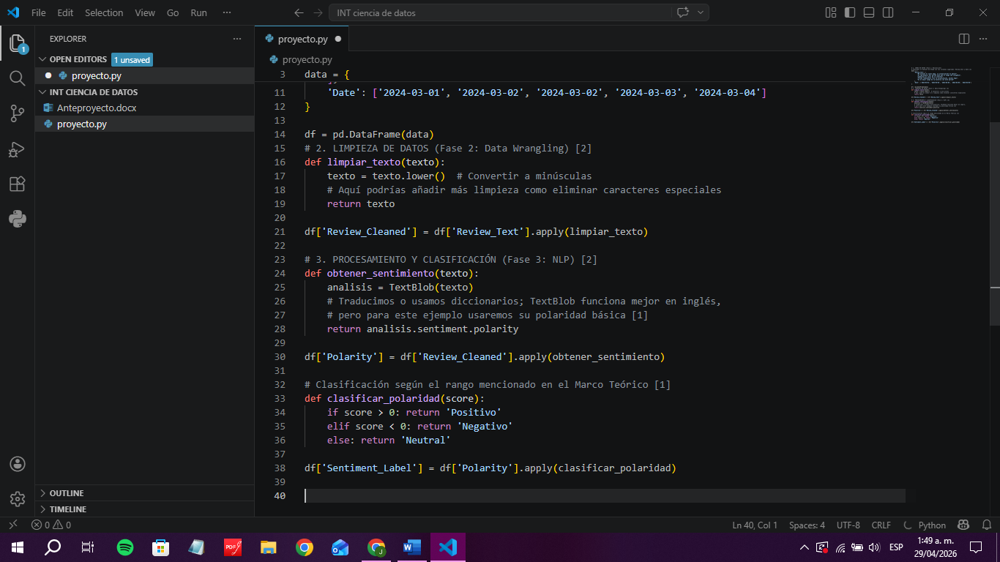 File Edit Selection View Go Run ···
INT ciencia de datos
EXPLORER ···
OPEN EDITORS 1 unsaved
proyecto.py
INT CIENCIA DE DATOS
Anteproyecto.docx
proyecto.py
OUTLINE
TIMELINE
1
proyecto.py
proyecto.py
3 data = {
11 'Date': ['2024-03-01', '2024-03-02', '2024-03-02', '2024-03-03', '2024-03-04']
12 }
13
14 df = pd.DataFrame(data)
15 # 2. LIMPIEZA DE DATOS (Fase 2: Data Wrangling) [2]
16 def limpiar_texto(texto):
17 texto = texto.lower()  # Convertir a minúsculas
18 # Aquí podrías añadir más limpieza como eliminar caracteres especiales
19 return texto
20
21 df['Review_Cleaned'] = df['Review_Text'].apply(limpiar_texto)
22
23 # 3. PROCESAMIENTO Y CLASIFICACIÓN (Fase 3: NLP) [2]
24 def obtener_sentimiento(texto):
25 analisis = TextBlob(texto)
26 # Traducimos o usamos diccionarios; TextBlob funciona mejor en inglés,
27 # pero para este ejemplo usaremos su polaridad básica [1]
28 return analisis.sentiment.polarity
29
30 df['Polarity'] = df['Review_Cleaned'].apply(obtener_sentimiento)
31
32 # Clasificación según el rango mencionado en el Marco Teórico [1]
33 def clasificar_polaridad(score):
34 if score > 0: return 'Positivo'
35 elif score < 0: return 'Negativo'
36 else: return 'Neutral'
37
38 df['Sentiment_Label'] = df['Polarity'].apply(clasificar_polaridad)
39
40
0 0 Ln 40, Col 1 Spaces: 4 UTF-8 CRLF Python
PDF W J ESP 1:49 a. m.
29/04/2026